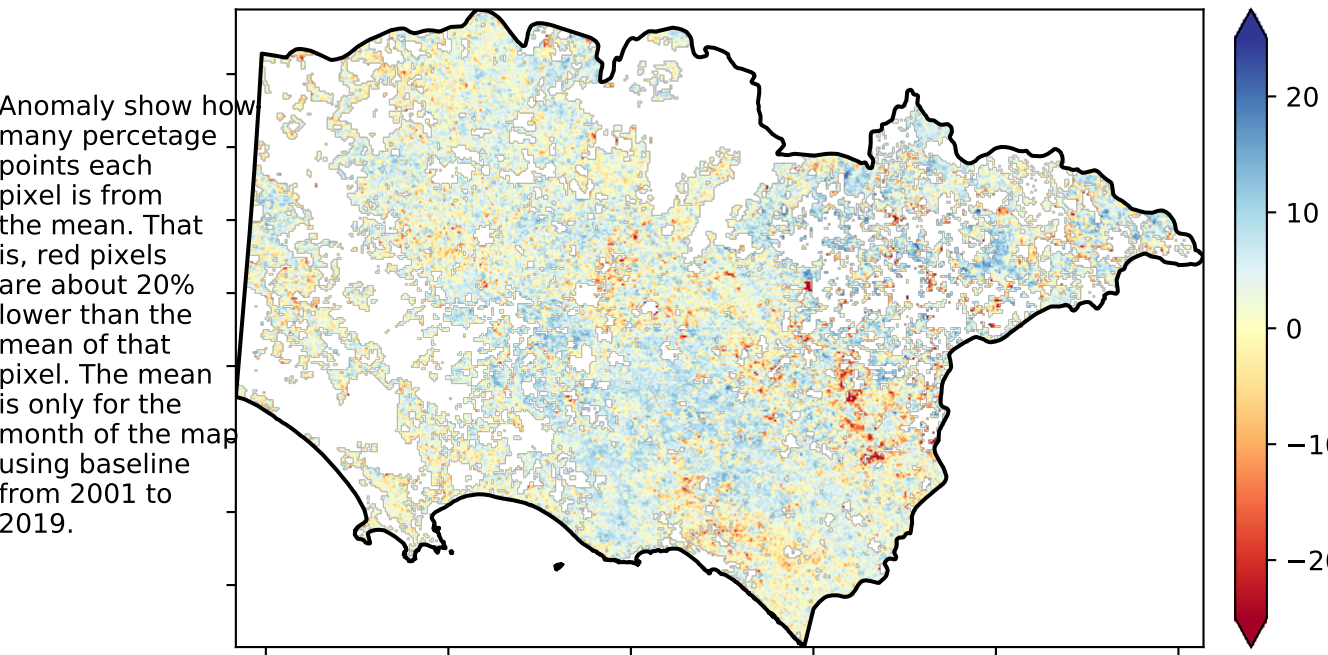 Anomaly show how
many percetage
points each
pixel is from
the mean. That
is, red pixels
are about 20%
lower than the
mean of that
pixel. The mean
is only for the
month of the map
using baseline
from 2001 to
2019.
20
10
0
−10
−20